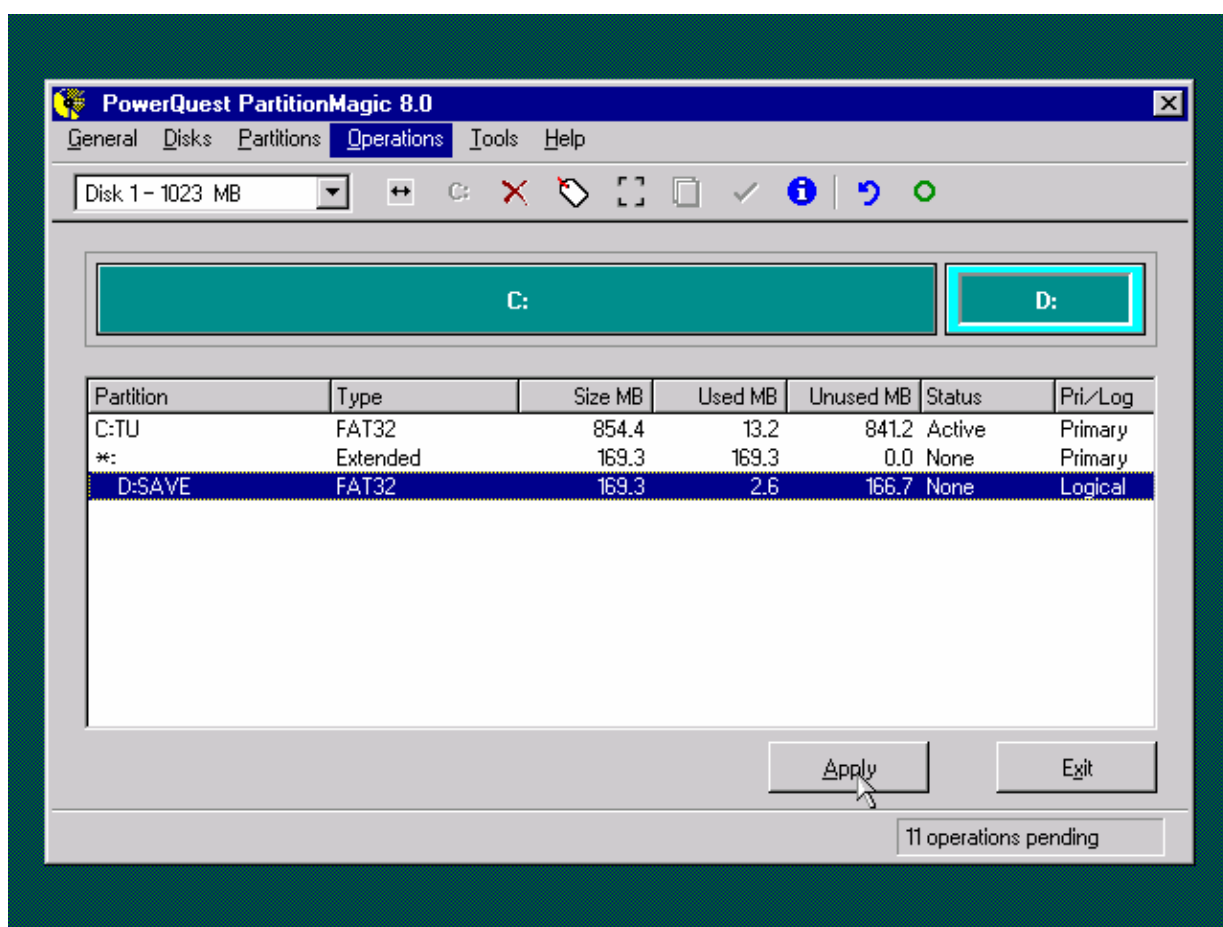 PowerQuest PartitionMagic 8.0
General Disks Partitions Operations Tools Help
Disk 1 - 1023 MB C:
C: D:
Partition Type Size MB Used MB Unused MB Status Pri/Log
C:TU FAT32 854.4 13.2 841.2 Active Primary
*: Extended 169.3 169.3 0.0 None Primary
D:SAVE FAT32 169.3 2.6 166.7 None Logical
Apply Exit
11 operations pending